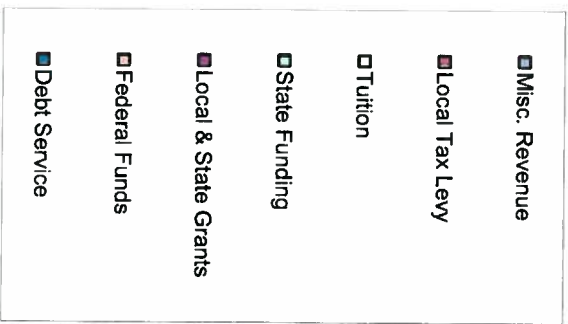 Misc. Revenue
Local Tax Levy
Tuition
State Funding
Local & State Grants
Federal Funds
Debt Service